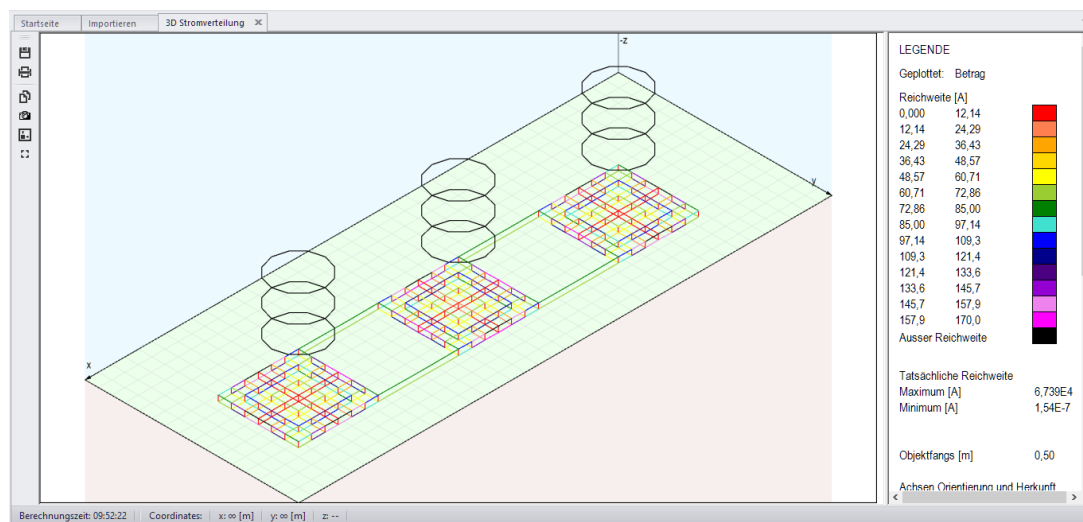 Startseite Importieren 3D Stromverteilung ×
-z
y
x
LEGENDE
Geplottet: Betrag
Reichweite [A]
0,000 12,14
12,14 24,29
24,29 36,43
36,43 48,57
48,57 60,71
60,71 72,86
72,86 85,00
85,00 97,14
97,14 109,3
109,3 121,4
121,4 133,6
133,6 145,7
145,7 157,9
157,9 170,0
Ausser Reichweite
Tatsächliche Reichweite
Maximum [A] 6,739E4
Minimum [A] 1,54E-7
Objektfangs [m] 0,50
Achsen Orientierung und Herkunft
Berechnungszeit: 09:52:22 Coordinates: x: ∞ [m] y: ∞ [m] z: --